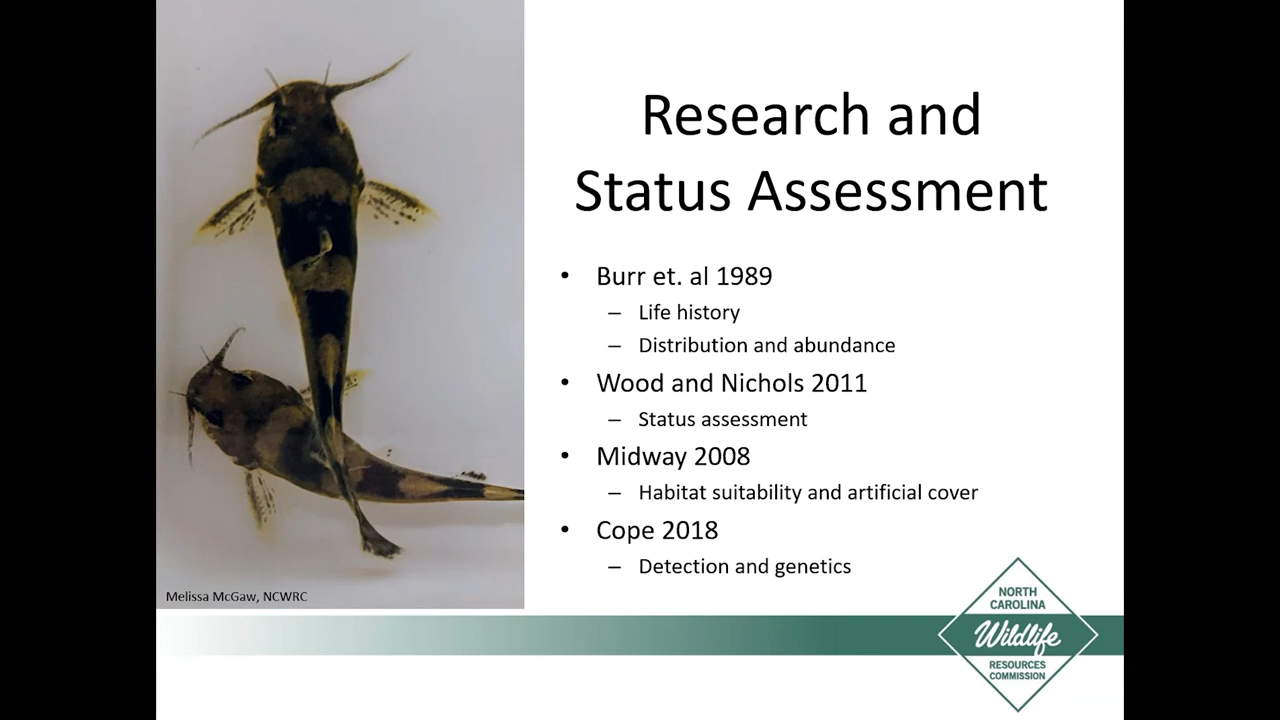 Research and
Status Assessment
• Burr et. al 1989
– Life history
– Distribution and abundance
• Wood and Nichols 2011
– Status assessment
• Midway 2008
– Habitat suitability and artificial cover
• Cope 2018
– Detection and genetics
Melissa McGaw, NCWRC
NORTH
CAROLINA
Wildlife
RESOURCES
COMMISSION